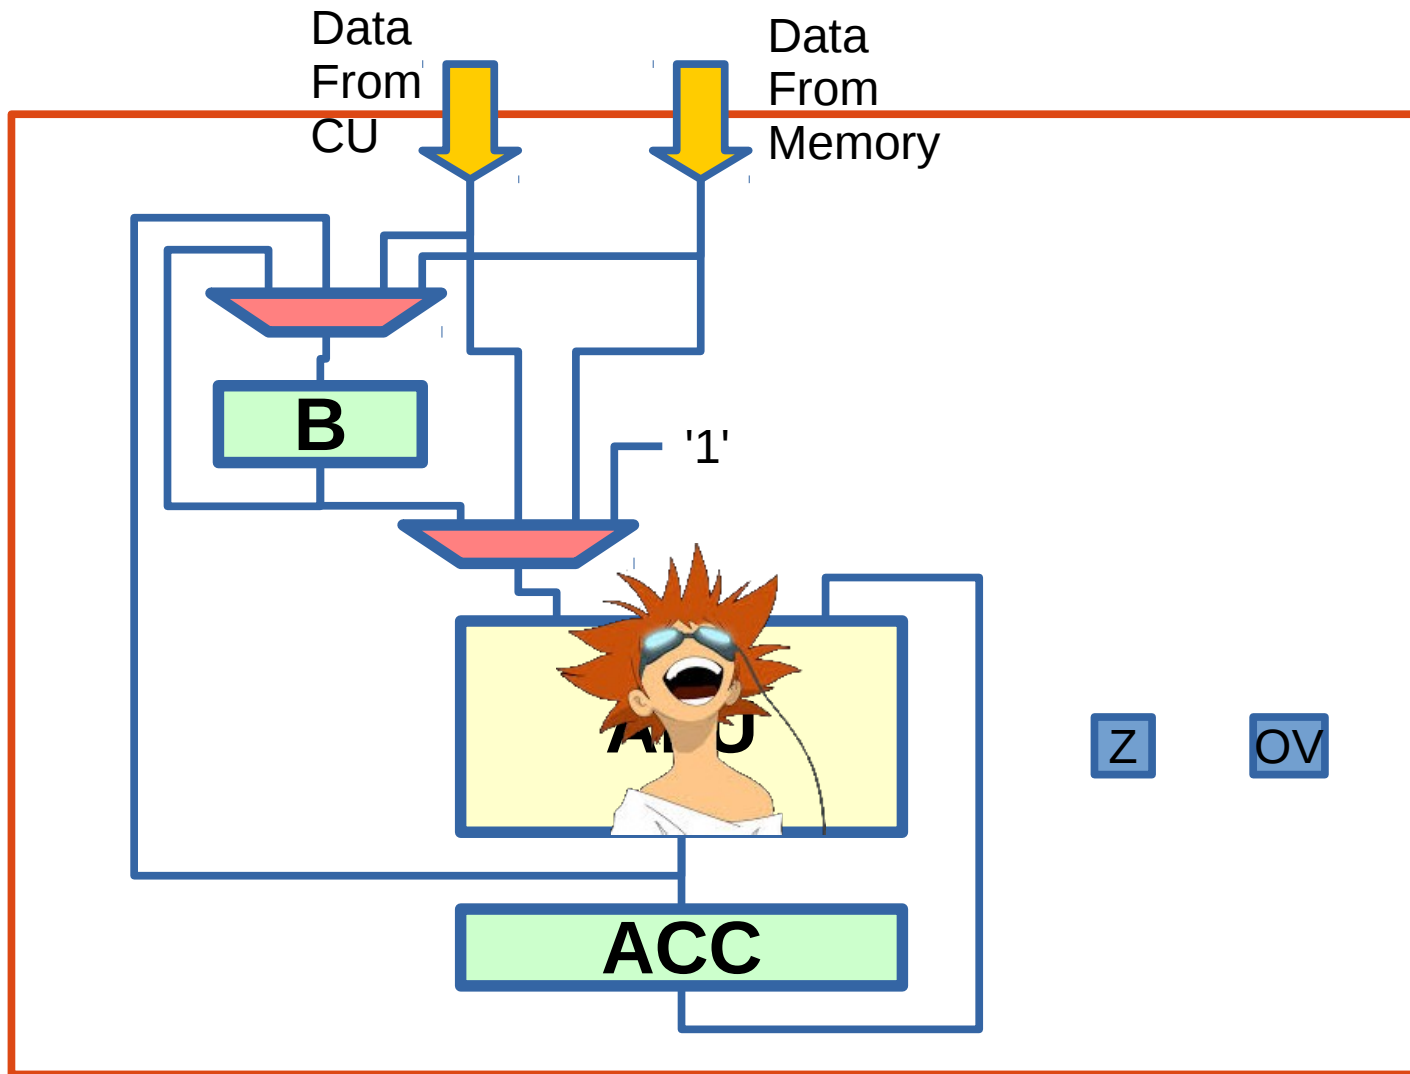 Data
From
CU
Data
From
Memory
B
'1'
Z
OV
ACC